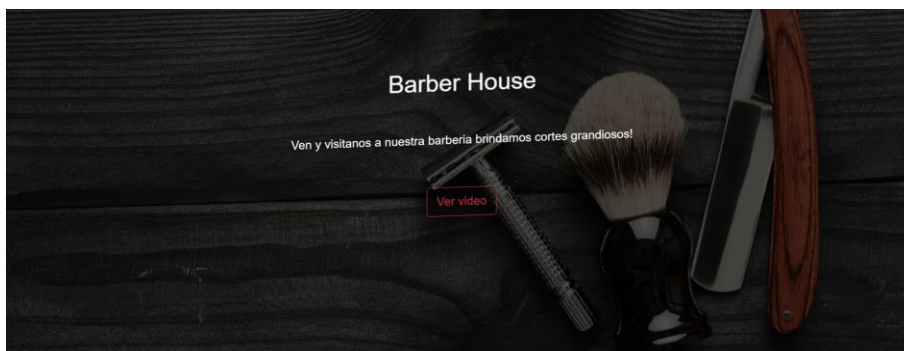 Barber House
Ven y visitanos a nuestra barberia brindamos cortes grandiosos!
Ver video